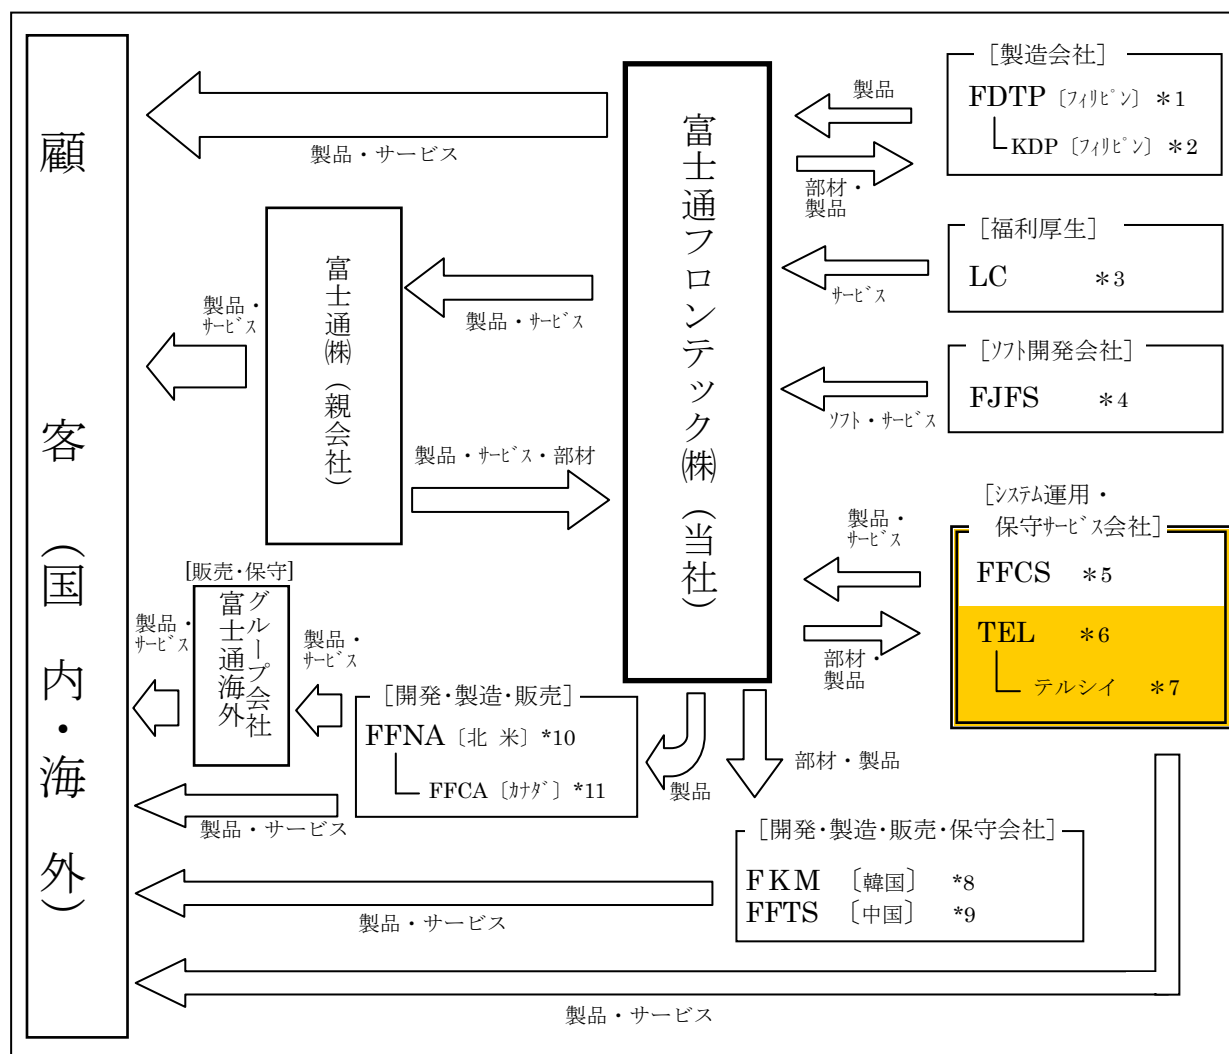 顧客（国内・海外）
製品・サービス
富士通㈱（親会社）
製品・
ｻｰﾋﾞｽ
製品・ｻｰﾋﾞｽ
製品・ｻｰﾋﾞｽ・部材
富士通フロンテック㈱（当社）
製品
部材・
製品
［製造会社］
FDTP〔ﾌｨﾘﾋﾟﾝ〕＊1
KDP〔ﾌｨﾘﾋﾟﾝ〕＊2
［福利厚生］
LC ＊3
ｻｰﾋﾞｽ
［ｿﾌﾄ開発会社］
FJFS ＊4
ｿﾌﾄ・ｻｰﾋﾞｽ
［ｼｽﾃﾑ運用・
保守ｻｰﾋﾞｽ会社］
FFCS ＊5
TEL ＊6
テルシイ ＊7
製品・
ｻｰﾋﾞｽ
部材・
製品
[販売・保守]
富士通海外
グループ会社
製品・
ｻｰﾋﾞｽ
製品・
ｻｰﾋﾞｽ
［開発・製造・販売］
FFNA〔北 米〕*10
FFCA〔ｶﾅﾀﾞ〕*11
製品
部材・製品
製品・サービス
［開発・製造・販売・保守会社］
FKM 〔韓国〕 *8
FFTS 〔中国〕 *9
製品・サービス
製品・サービス